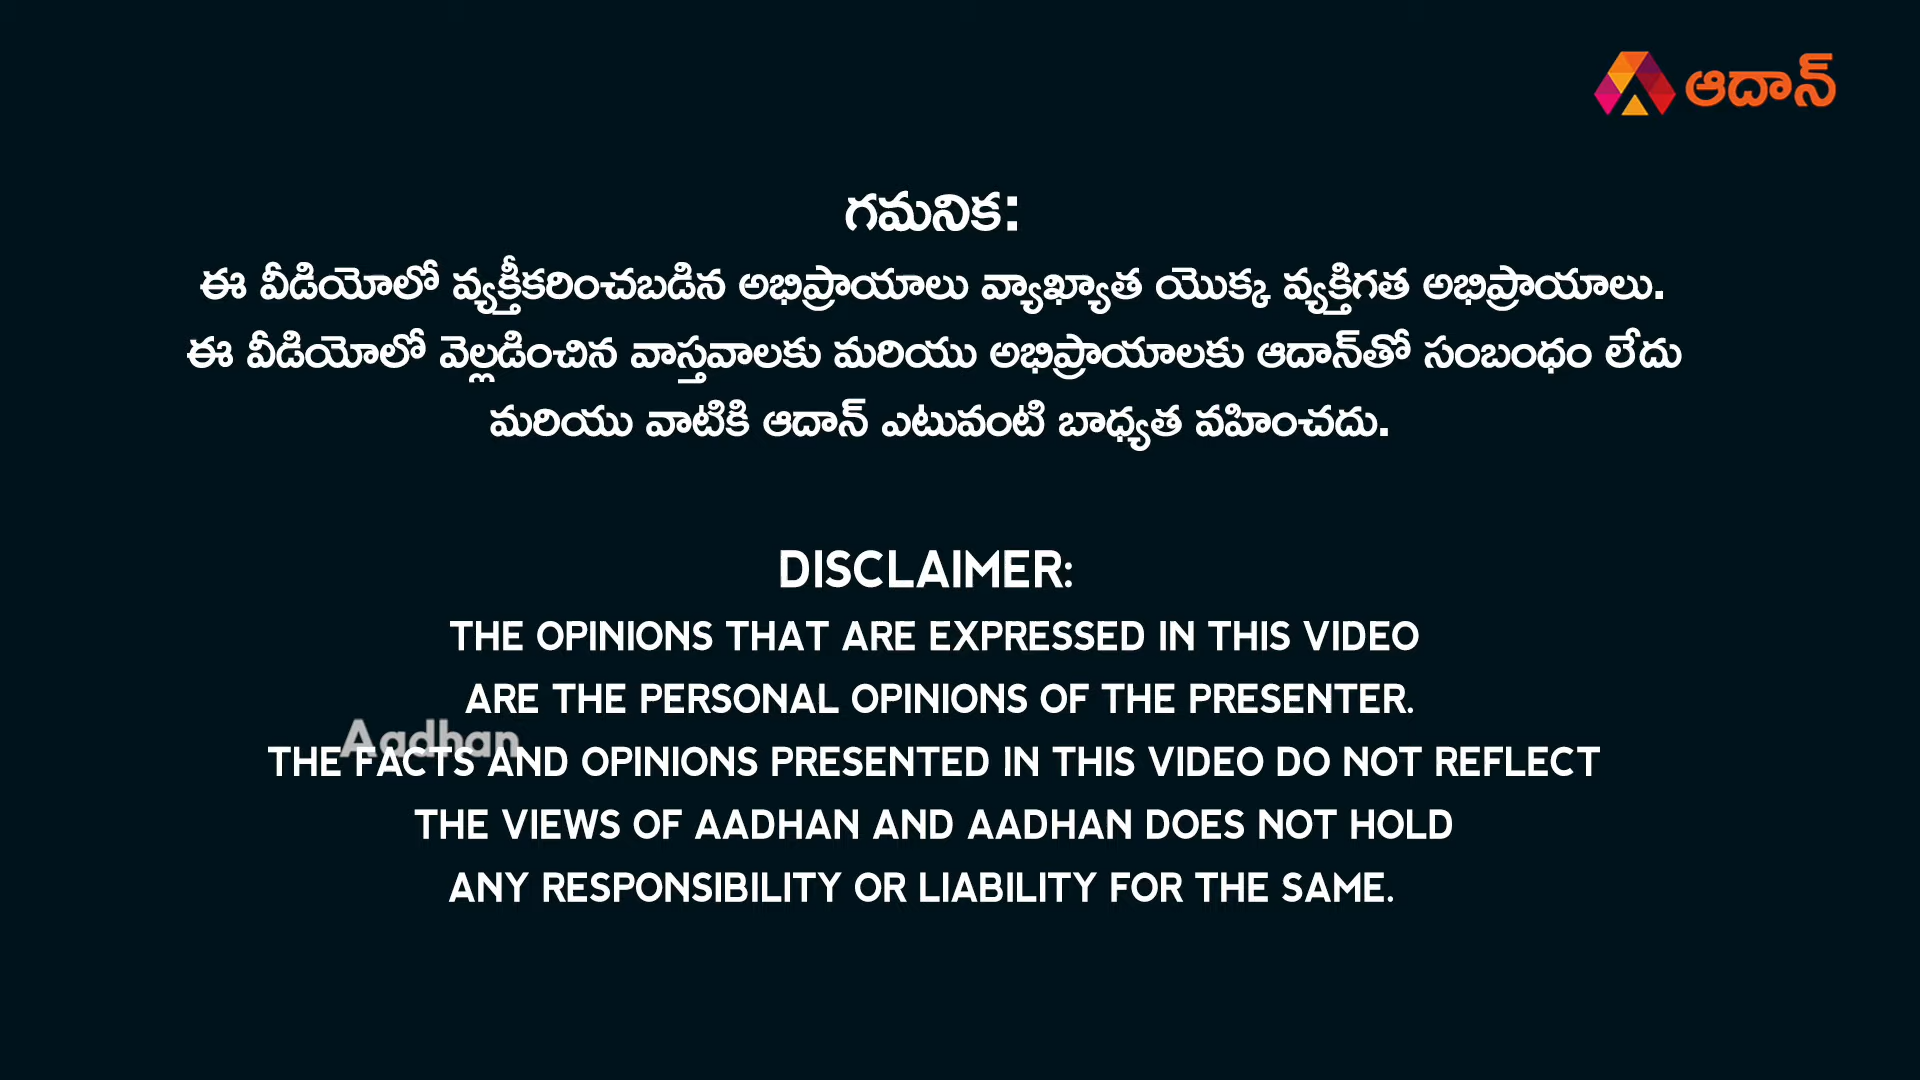 ఆదాన్
గమనిక:
ఈ వీడియోలో వ్యక్తీకరించబడిన అభిప్రాయాలు వ్యాఖ్యాత యొక్క వ్యక్తిగత అభిప్రాయాలు.
ఈ వీడియోలో వెల్లడించిన వాస్తవాలకు మరియు అభిప్రాయాలకు ఆదాన్‌తో సంబంధం లేదు
మరియు వాటికి ఆదాన్ ఎటువంటి బాధ్యత వహించదు.
DISCLAIMER:
THE OPINIONS THAT ARE EXPRESSED IN THIS VIDEO
ARE THE PERSONAL OPINIONS OF THE PRESENTER.
Aadhan
THE FACTS AND OPINIONS PRESENTED IN THIS VIDEO DO NOT REFLECT
THE VIEWS OF AADHAN AND AADHAN DOES NOT HOLD
ANY RESPONSIBILITY OR LIABILITY FOR THE SAME.